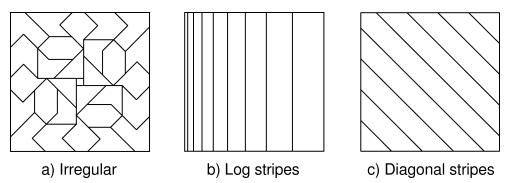 a) Irregular
b) Log stripes
c) Diagonal stripes